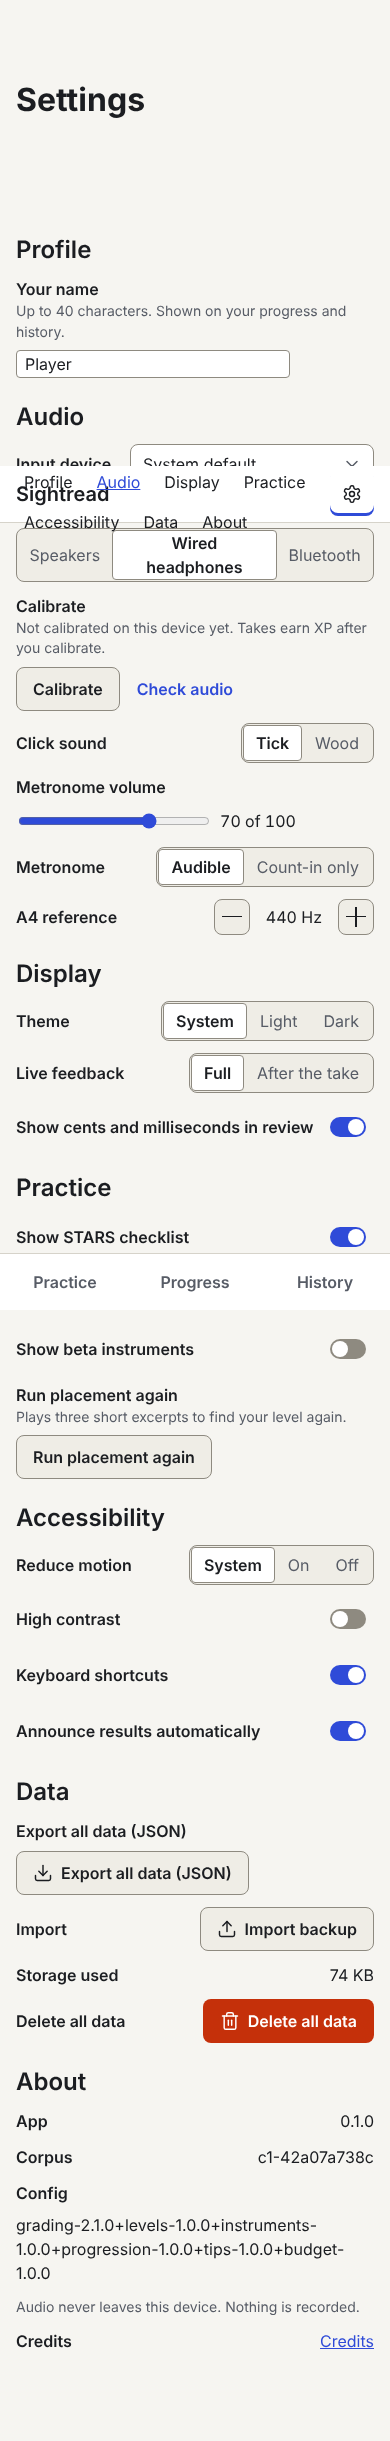 Settings
Profile
Your name
Up to 40 characters. Shown on your progress and
history.
Player
Audio
Input device System default
Profile Audio Display Practice
Sightread
Accessibility Data About
Speakers Wired headphones Bluetooth
Calibrate
Not calibrated on this device yet. Takes earn XP after
you calibrate.
Calibrate Check audio
Click sound Tick Wood
Metronome volume
70 of 100
Metronome Audible Count-in only
A4 reference 440 Hz
Display
Theme System Light Dark
Live feedback Full After the take
Show cents and milliseconds in review
Practice
Show STARS checklist
Practice Progress History
Show beta instruments
Run placement again
Plays three short excerpts to find your level again.
Run placement again
Accessibility
Reduce motion System On Off
High contrast
Keyboard shortcuts
Announce results automatically
Data
Export all data (JSON)
Export all data (JSON)
Import Import backup
Storage used 74 KB
Delete all data Delete all data
About
App 0.1.0
Corpus c1-42a07a738c
Config
grading-2.1.0+levels-1.0.0+instruments-
1.0.0+progression-1.0.0+tips-1.0.0+budget-
1.0.0
Audio never leaves this device. Nothing is recorded.
Credits Credits